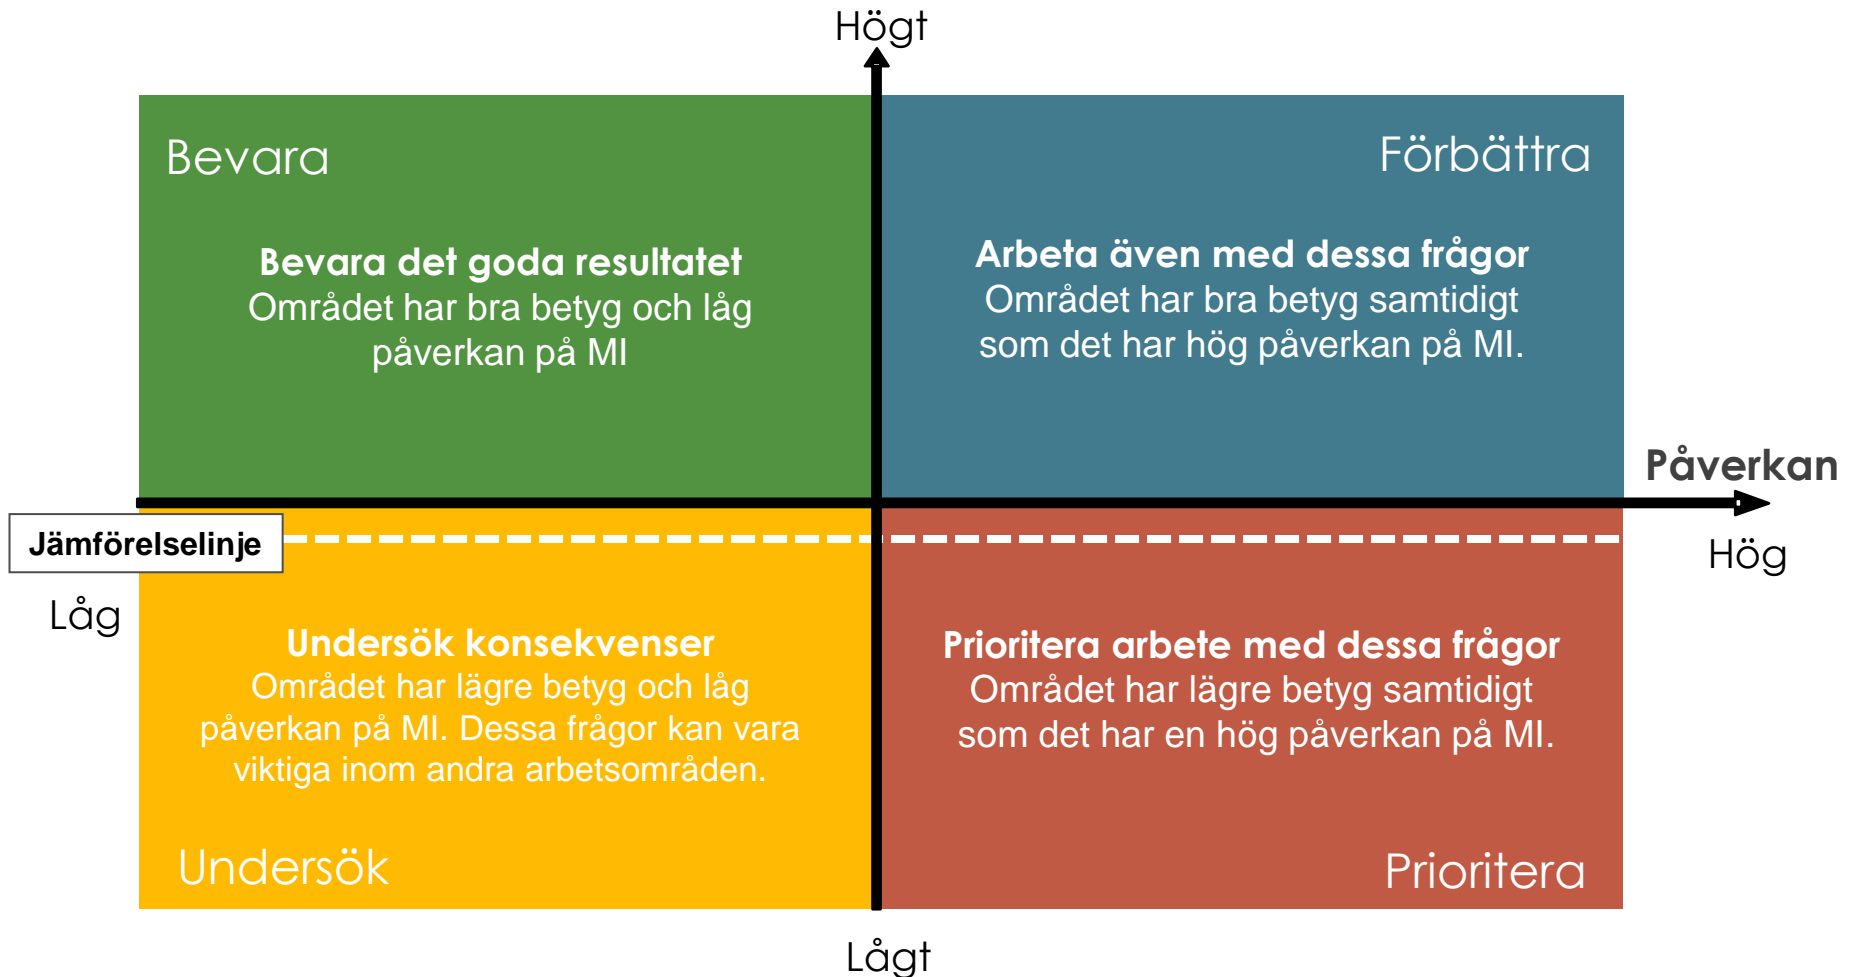 Högt
Bevara
Bevara det goda resultatet
Området har bra betyg och låg
påverkan på MI
Förbättra
Arbeta även med dessa frågor
Området har bra betyg samtidigt
som det har hög påverkan på MI.
Påverkan
Hög
Jämförelselinje
Låg
Undersök konsekvenser
Området har lägre betyg och låg
påverkan på MI. Dessa frågor kan vara
viktiga inom andra arbetsområden.
Undersök
Prioritera arbete med dessa frågor
Området har lägre betyg samtidigt
som det har en hög påverkan på MI.
Prioritera
Lågt